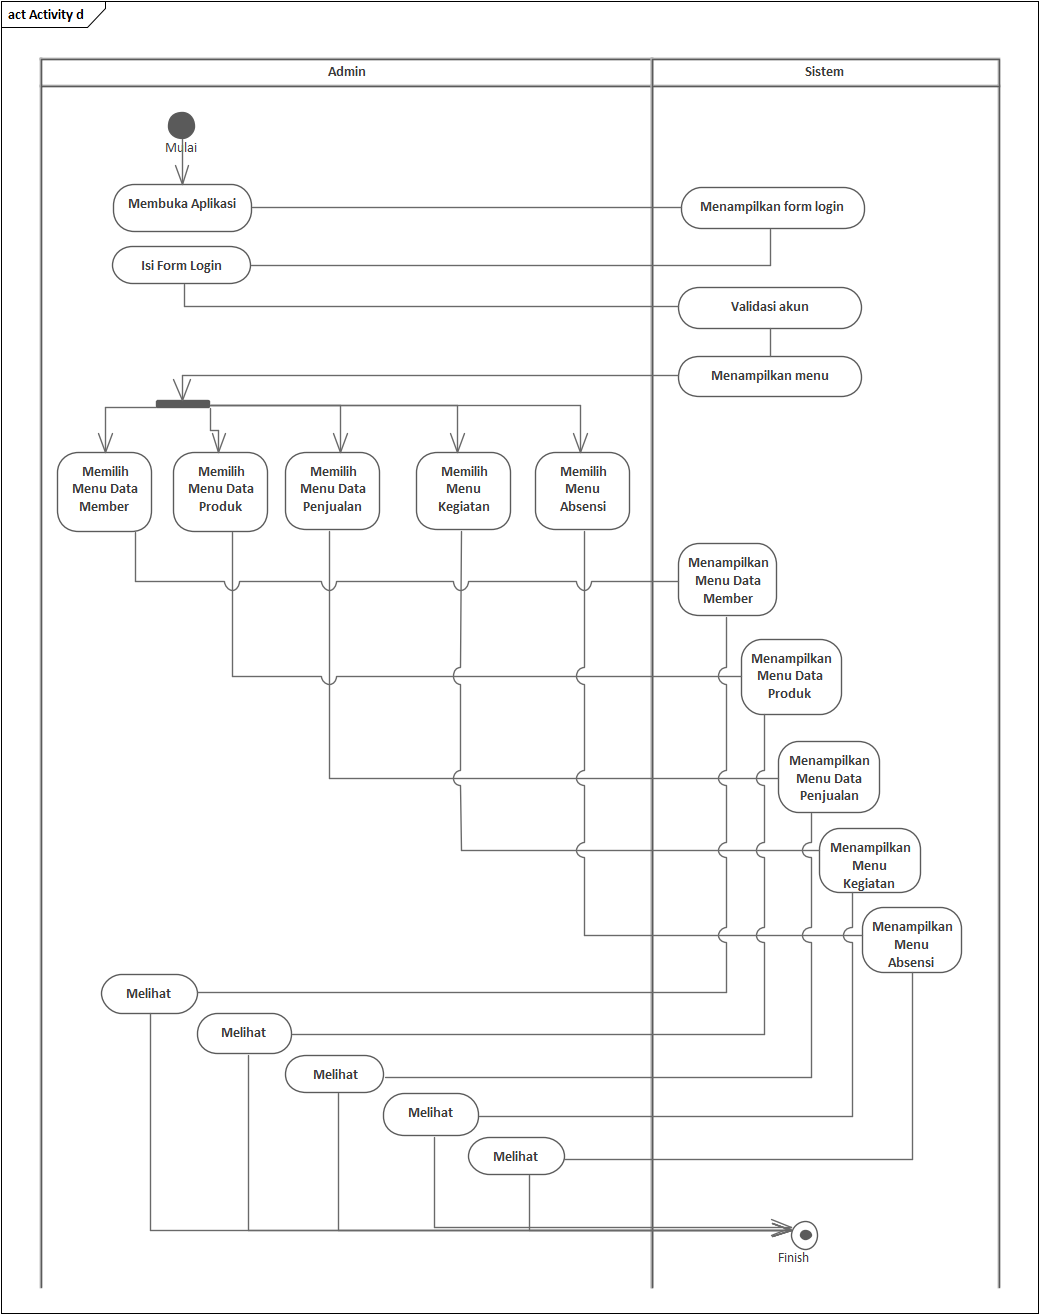 act Activity d
Admin
Sistem
Mulai
Membuka Aplikasi
Menampilkan form login
Isi Form Login
Validasi akun
Menampilkan menu
Memilih
Menu Data
Member
Memilih
Menu Data
Produk
Memilih
Menu Data
Penjualan
Memilih
Menu
Kegiatan
Memilih
Menu
Absensi
Menampilkan
Menu Data
Member
Menampilkan
Menu Data
Produk
Menampilkan
Menu Data
Penjualan
Menampilkan
Menu
Kegiatan
Menampilkan
Menu
Absensi
Melihat
Melihat
Melihat
Melihat
Melihat
Finish